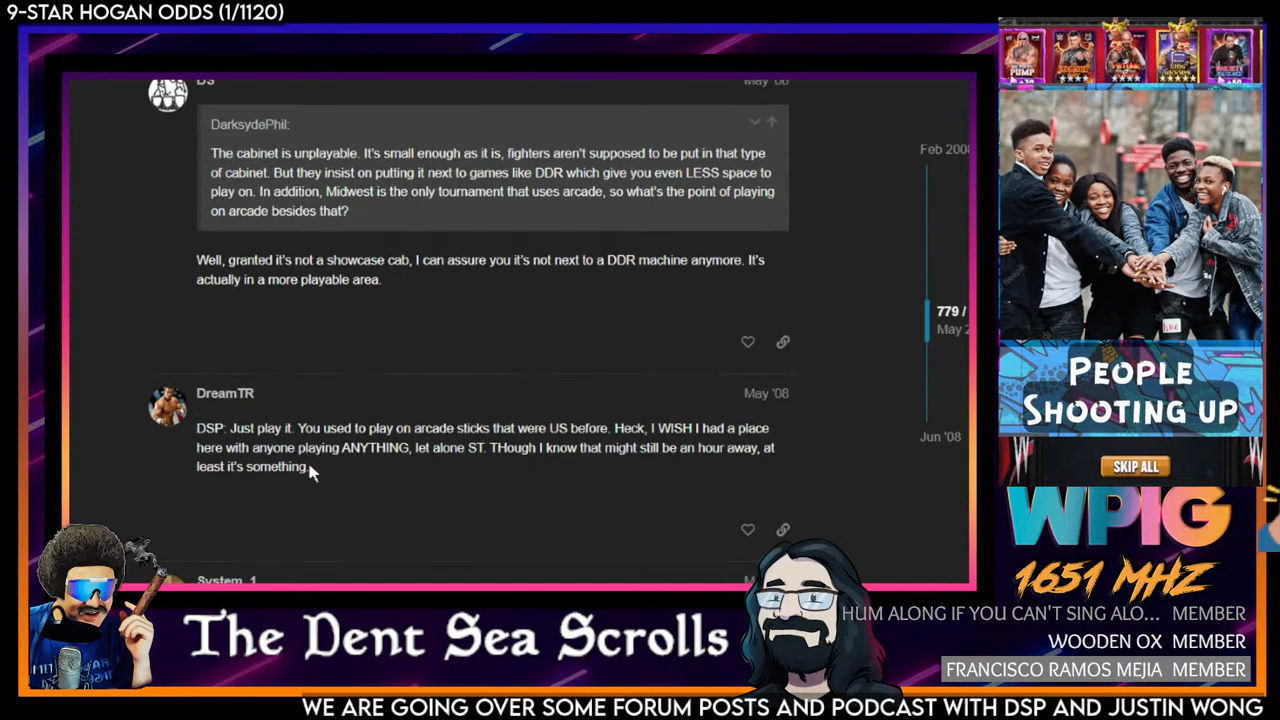 9-STAR HOGAN ODDS (1/1120)
DS
May '08
DarksydePhil:
The cabinet is unplayable. It's small enough as it is, fighters aren't supposed to be put in that type
of cabinet. But they insist on putting it next to games like DDR which give you even LESS space to
play on. In addition, Midwest is the only tournament that uses arcade, so what's the point of playing
on arcade besides that?
Well, granted it's not a showcase cab, I can assure you it's not next to a DDR machine anymore. It's
actually in a more playable area.
DreamTR
May '08
DSP: Just play it. You used to play on arcade sticks that were US before. Heck, I WISH I had a place
here with anyone playing ANYTHING, let alone ST. THough I know that might still be an hour away, at
least it's something.
System_1
Feb 2008
779 /
May 2
Jun '08
PUMP
PEOPLE
SHOOTING UP
SKIP ALL
WPIG
1651 MHZ
HUM ALONG IF YOU CAN'T SING ALO... MEMBER
WOODEN OX MEMBER
FRANCISCO RAMOS MEJIA MEMBER
The Dent Sea Scrolls
WE ARE GOING OVER SOME FORUM POSTS AND PODCAST WITH DSP AND JUSTIN WONG